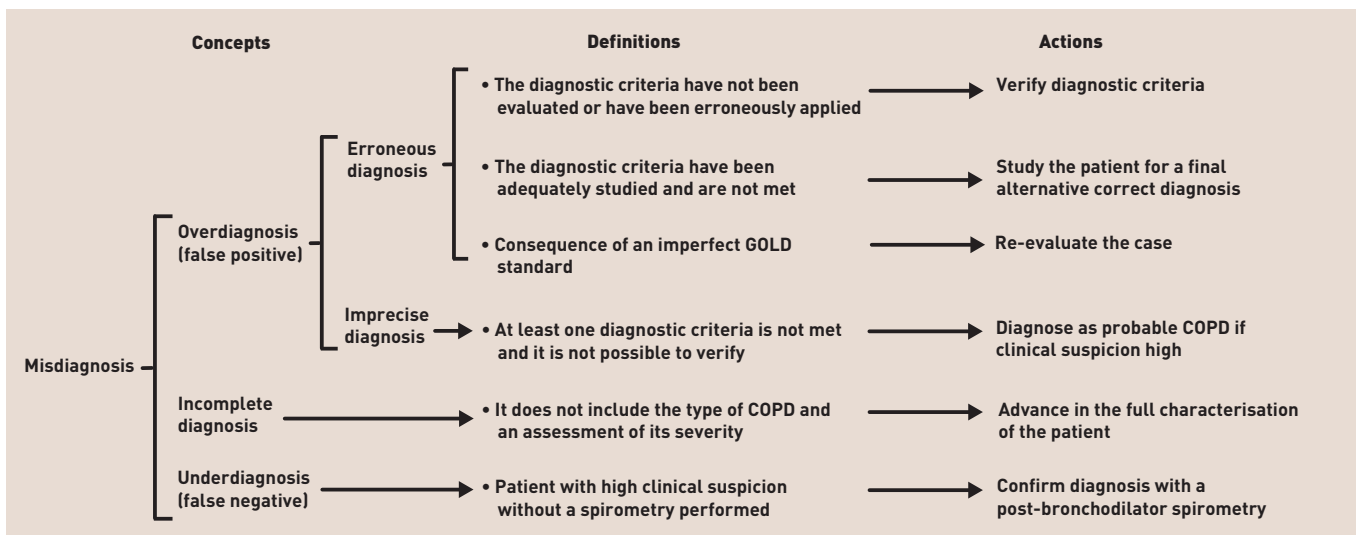 Concepts
Definitions
Actions
Misdiagnosis
Overdiagnosis
(false positive)
Erroneous
diagnosis
• The diagnostic criteria have not been
evaluated or have been erroneously applied
Verify diagnostic criteria
• The diagnostic criteria have been
adequately studied and are not met
Study the patient for a final
alternative correct diagnosis
• Consequence of an imperfect GOLD
standard
Re-evaluate the case
Imprecise
diagnosis
• At least one diagnostic criteria is not met
and it is not possible to verify
Diagnose as probable COPD if
clinical suspicion high
Incomplete
diagnosis
• It does not include the type of COPD and
an assessment of its severity
Advance in the full characterisation
of the patient
Underdiagnosis
(false negative)
• Patient with high clinical suspicion
without a spirometry performed
Confirm diagnosis with a
post-bronchodilator spirometry